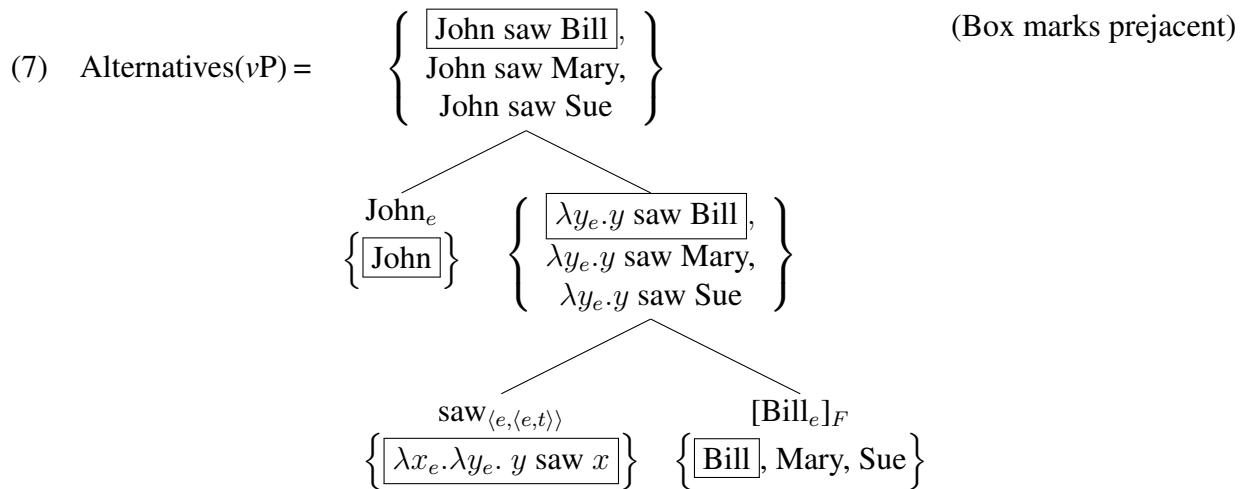 John saw Bill, (Box marks prejacent)
(7) Alternatives(vP) = { John saw Mary, }
John saw Sue
John_e { λy_e.y saw Bill, }
{ John } λy_e.y saw Mary,
λy_e.y saw Sue
saw_⟨e,⟨e,t⟩⟩ [Bill_e]_F
{ λx_e.λy_e. y saw x } { Bill , Mary, Sue }